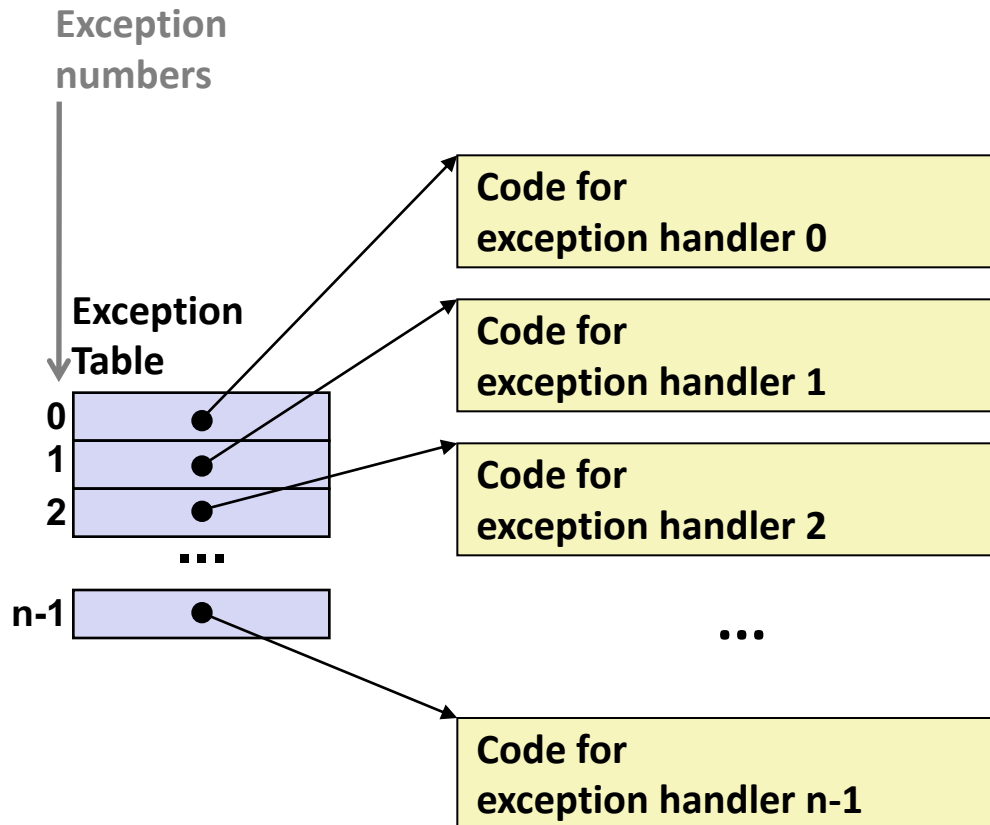 Exception
numbers
Code for
exception handler 0
Exception
Table
Code for
exception handler 1
0
1
2
Code for
exception handler 2
...
n-1
...
Code for
exception handler n-1